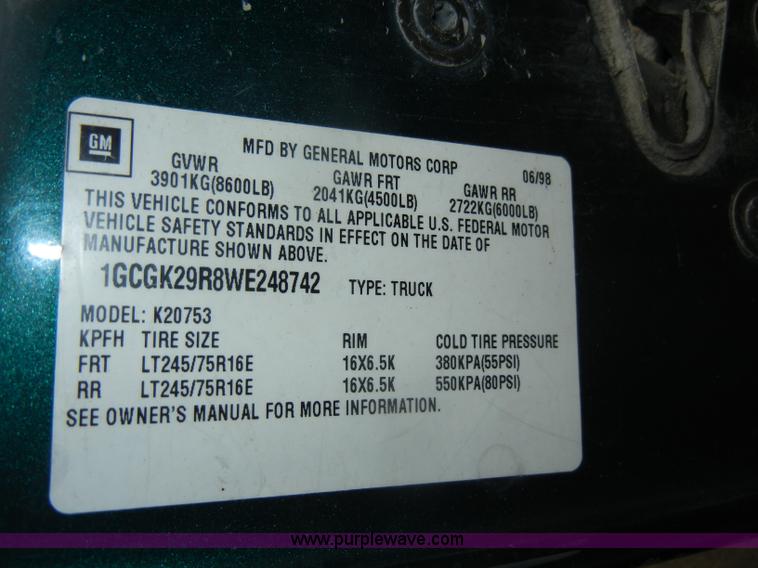 GM
MFD BY GENERAL MOTORS CORP 06/98
GVWR GAWR FRT GAWR RR
3901KG(8600LB) 2041KG(4500LB) 2722KG(6000LB)
THIS VEHICLE CONFORMS TO ALL APPLICABLE U.S. FEDERAL MOTOR
VEHICLE SAFETY STANDARDS IN EFFECT ON THE DATE OF
MANUFACTURE SHOWN ABOVE.
1GCGK29R8WE248742 TYPE: TRUCK
MODEL: K20753
KPFH TIRE SIZE RIM COLD TIRE PRESSURE
FRT LT245/75R16E 16X6.5K 380KPA(55PSI)
RR LT245/75R16E 16X6.5K 550KPA(80PSI)
SEE OWNER'S MANUAL FOR MORE INFORMATION.
www.purplewave.com